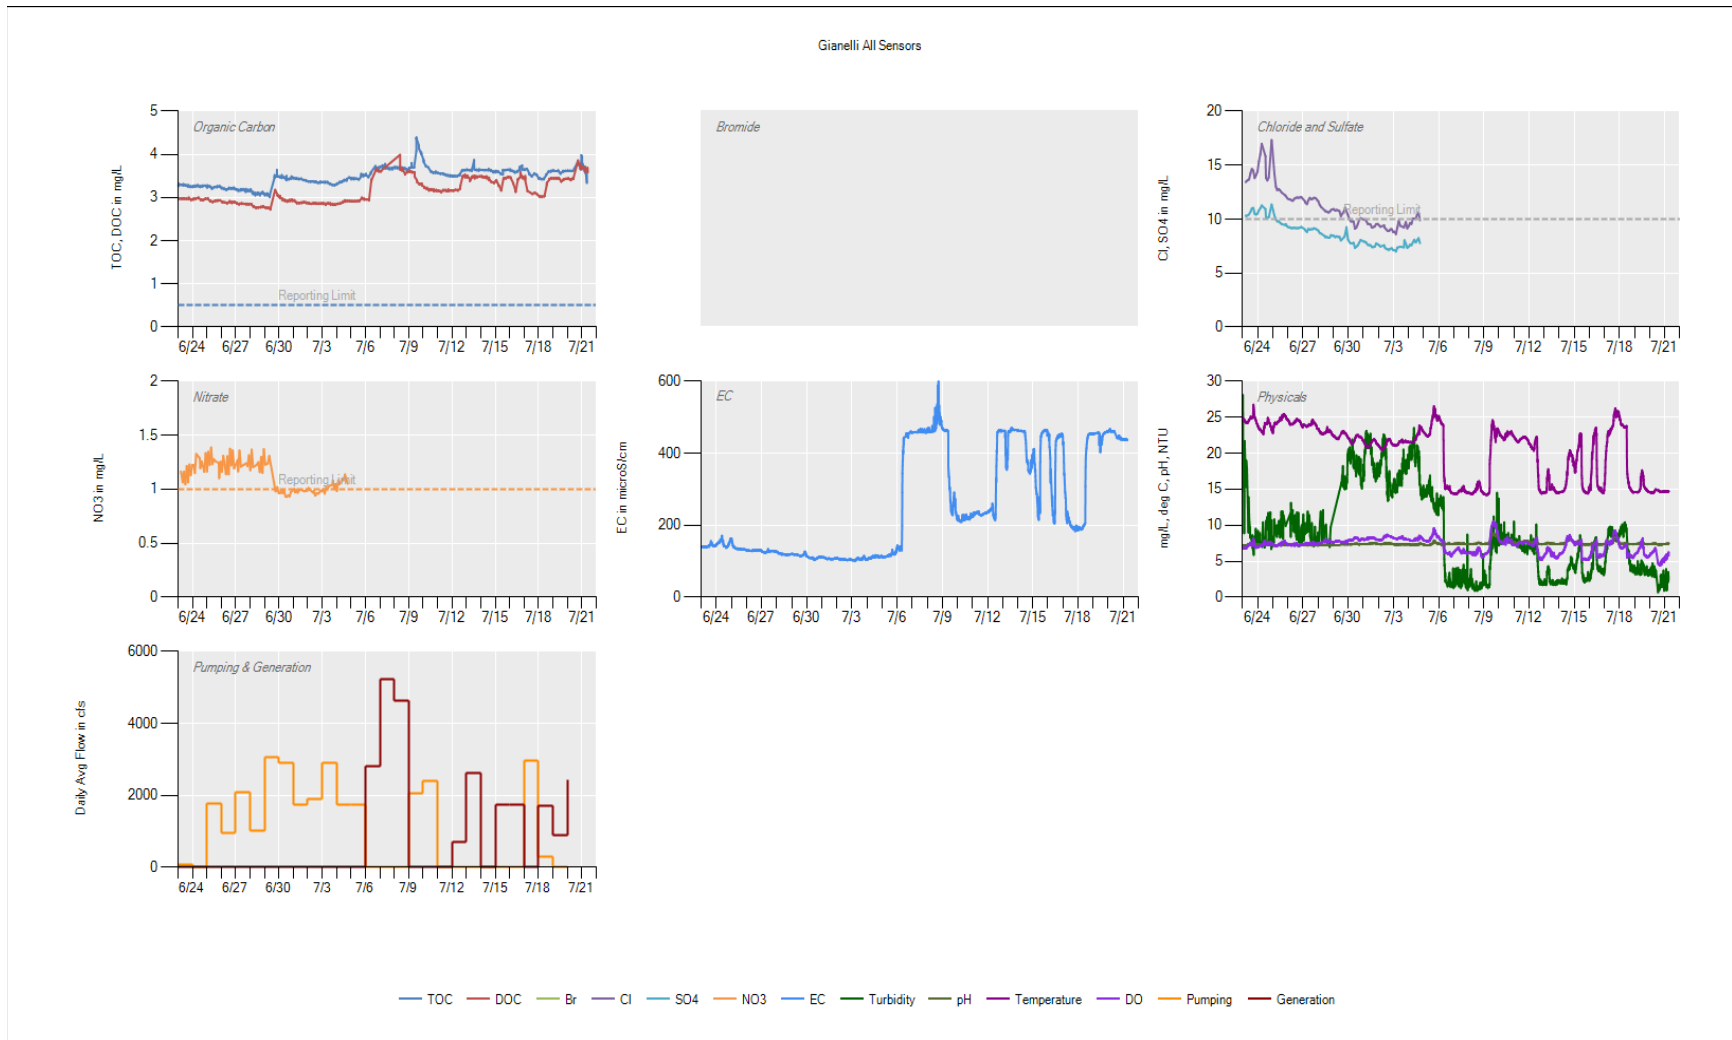 Gianelli All Sensors
TOC, DOC in mg/L
5
4
3
2
1
0
Organic Carbon
Reporting Limit
6/24 6/27 6/30 7/3 7/6 7/9 7/12 7/15 7/18 7/21
Bromide
Cl, SO4 in mg/L
20
15
10
5
0
Chloride and Sulfate
Reporting Limit
6/24 6/27 6/30 7/3 7/6 7/9 7/12 7/15 7/18 7/21
NO3 in mg/L
2
1.5
1
0.5
0
Nitrate
Reporting Limit
6/24 6/27 6/30 7/3 7/6 7/9 7/12 7/15 7/18 7/21
EC in microS/cm
600
400
200
0
EC
6/24 6/27 6/30 7/3 7/6 7/9 7/12 7/15 7/18 7/21
mg/L, deg C, pH, NTU
30
25
20
15
10
5
0
Physicals
6/24 6/27 6/30 7/3 7/6 7/9 7/12 7/15 7/18 7/21
Daily Avg Flow in cfs
6000
4000
2000
0
Pumping & Generation
6/24 6/27 6/30 7/3 7/6 7/9 7/12 7/15 7/18 7/21
TOC DOC Br Cl SO4 NO3 EC Turbidity pH Temperature DO Pumping Generation